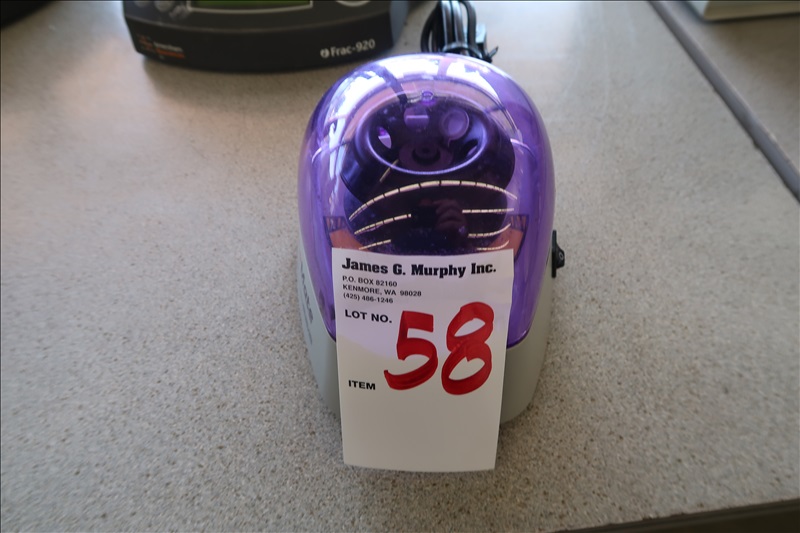 Frac-920
James G. Murphy Inc.
P.O. BOX 82160
KENMORE, WA 98028
(425) 486-1246
LOT NO. 58
ITEM